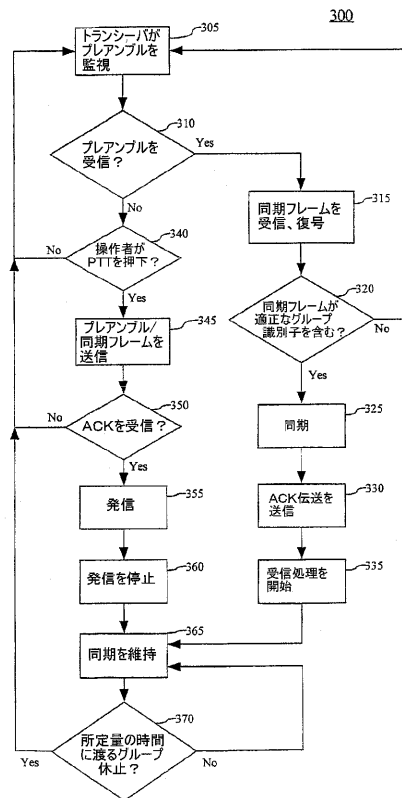 300
305
トランシーバが
プレアンブルを
監視
310
プレアンブルを
受信？
Yes
No
315
同期フレームを
受信、復号
340
操作者が
PTTを押下？
No
Yes
320
同期フレームが
適正なグループ
識別子を含む？
No
Yes
345
プレアンブル/
同期フレームを
送信
350
ACKを受信？
No
Yes
325
同期
355
発信
330
ACK伝送を
送信
360
発信を停止
335
受信処理を
開始
365
同期を維持
370
所定量の時間
に渡るグループ
休止？
Yes
No